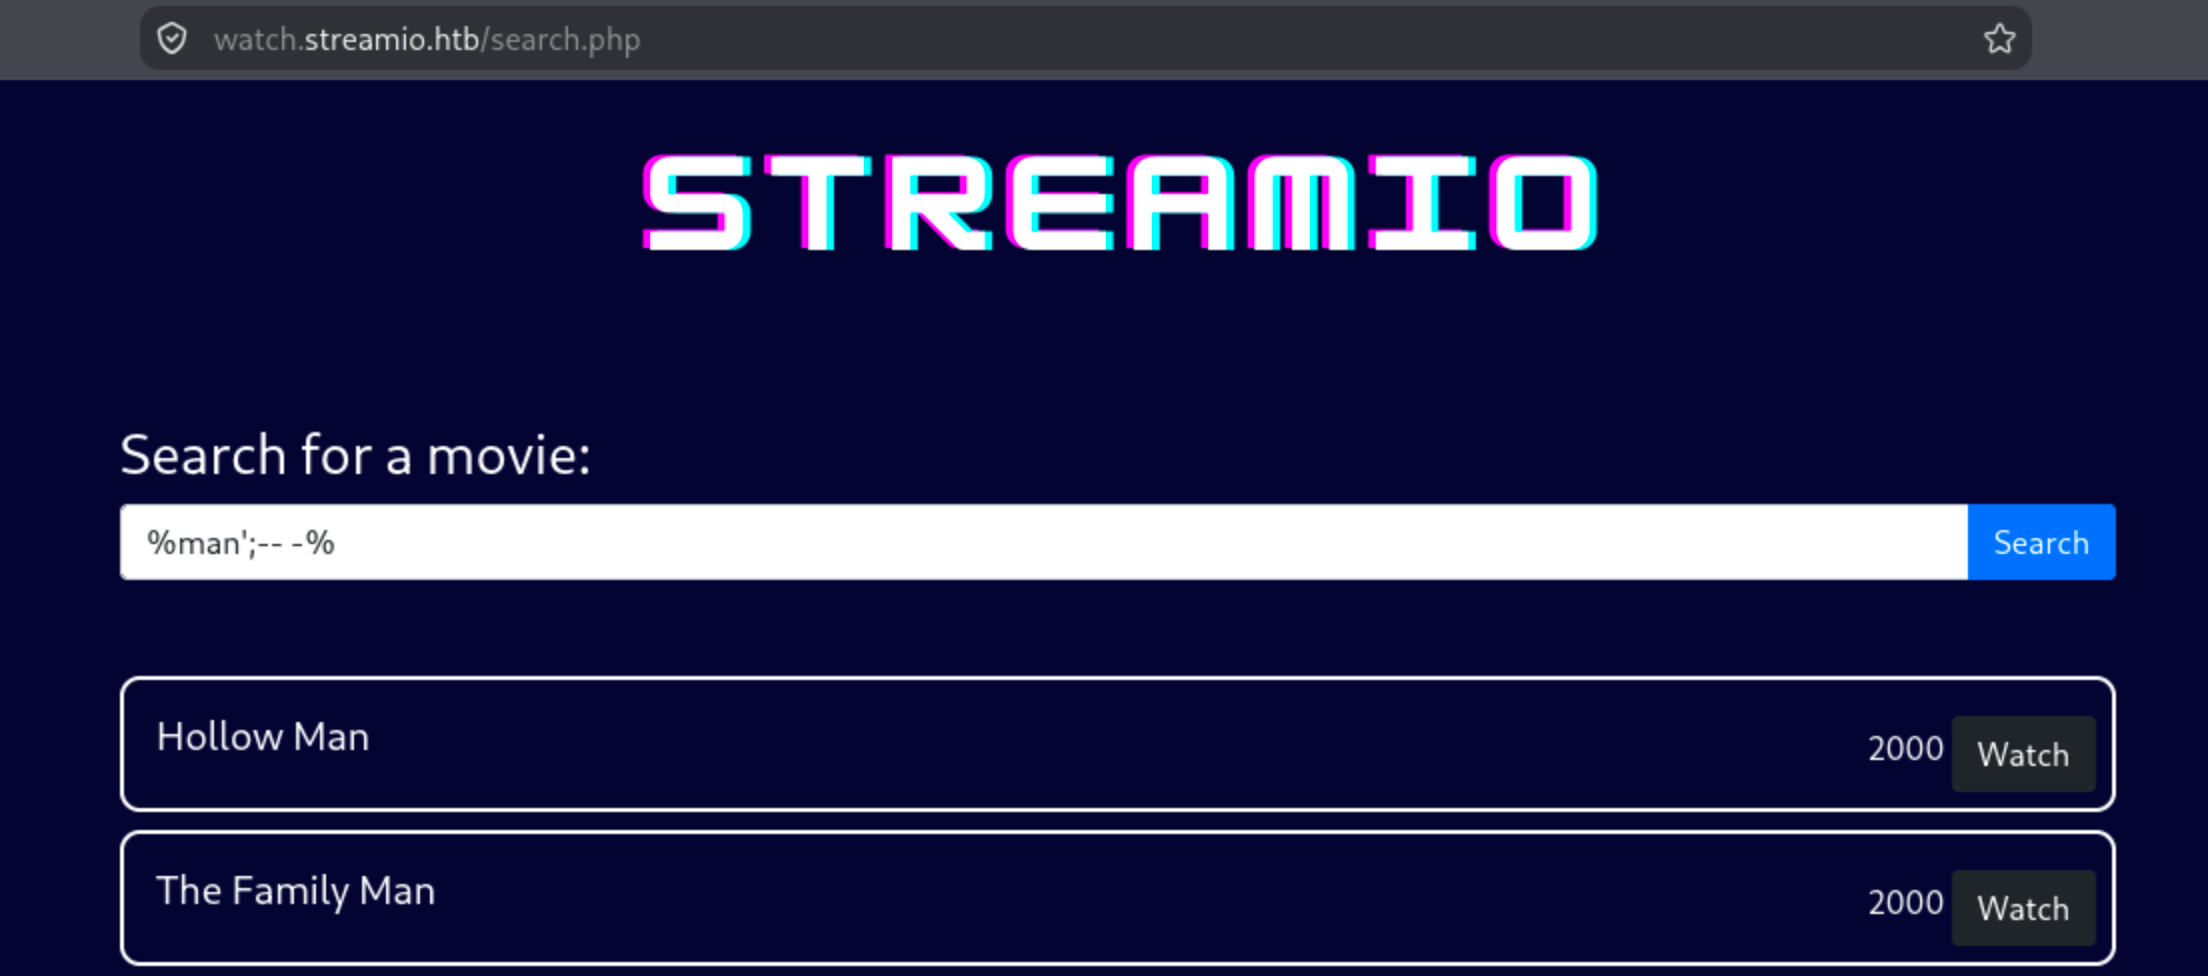 watch.streamio.htb/search.php
STREAMIO
Search for a movie:
%man';-- -%
Search
Hollow Man
2000
Watch
The Family Man
2000
Watch